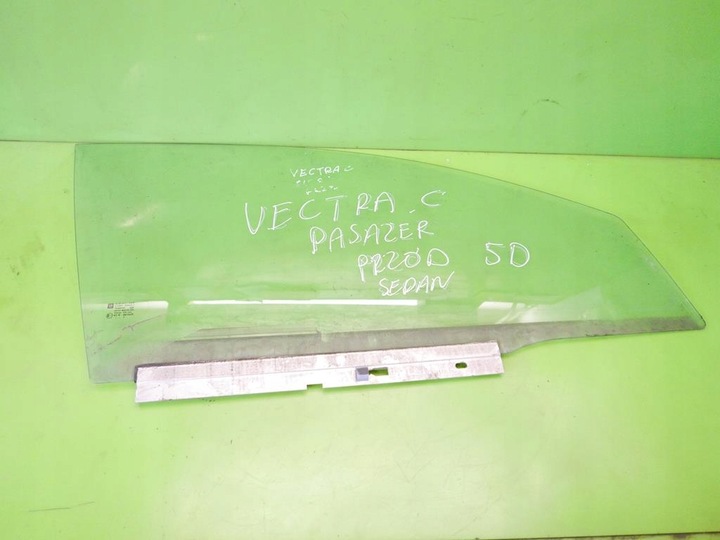 VECTRA C
VECTRA C
PASAZER
PRZOD 5D
SEDAN